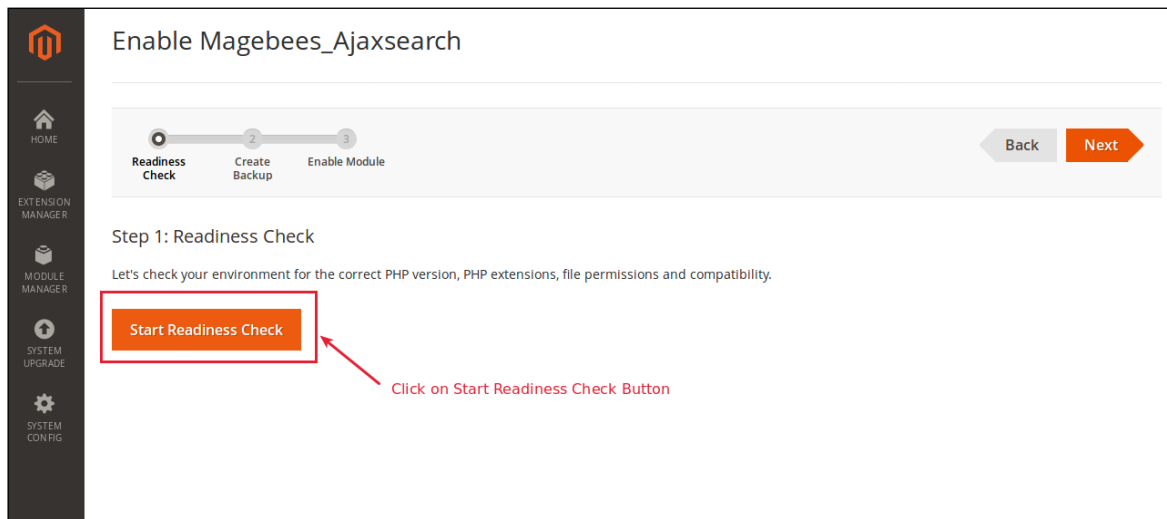 Enable Magebees_Ajaxsearch
HOME
EXTENSION
MANAGER
MODULE
MANAGER
SYSTEM
UPGRADE
SYSTEM
CONFIG
2
3
Readiness
Check
Create
Backup
Enable Module
Back
Next
Step 1: Readiness Check
Let's check your environment for the correct PHP version, PHP extensions, file permissions and compatibility.
Start Readiness Check
Click on Start Readiness Check Button